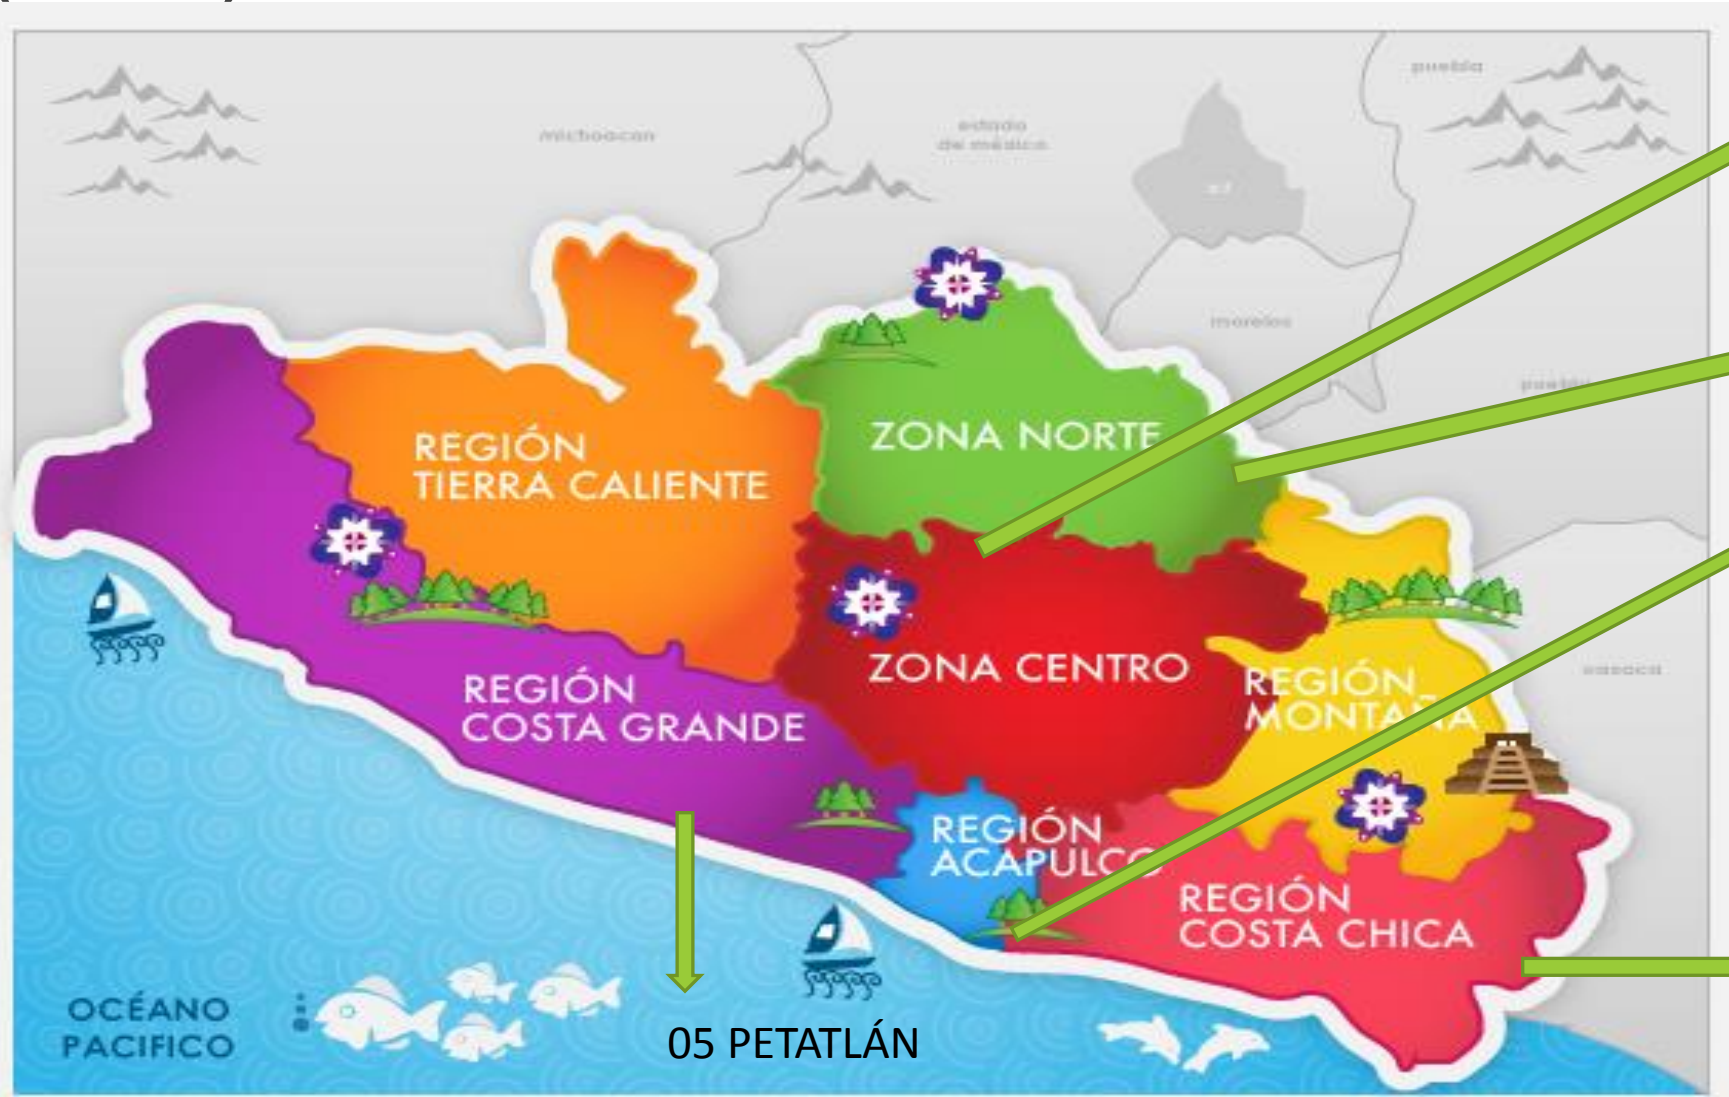 michoacan
estado
de méxico
puebla
d.f.
morelos
puebla
oaxaca
REGIÓN
TIERRA CALIENTE
ZONA NORTE
ZONA CENTRO
REGIÓN
MONTAÑA
REGIÓN
COSTA GRANDE
REGIÓN
ACAPULCO
REGIÓN
COSTA CHICA
OCÉANO
PACIFICO
05 PETATLÁN